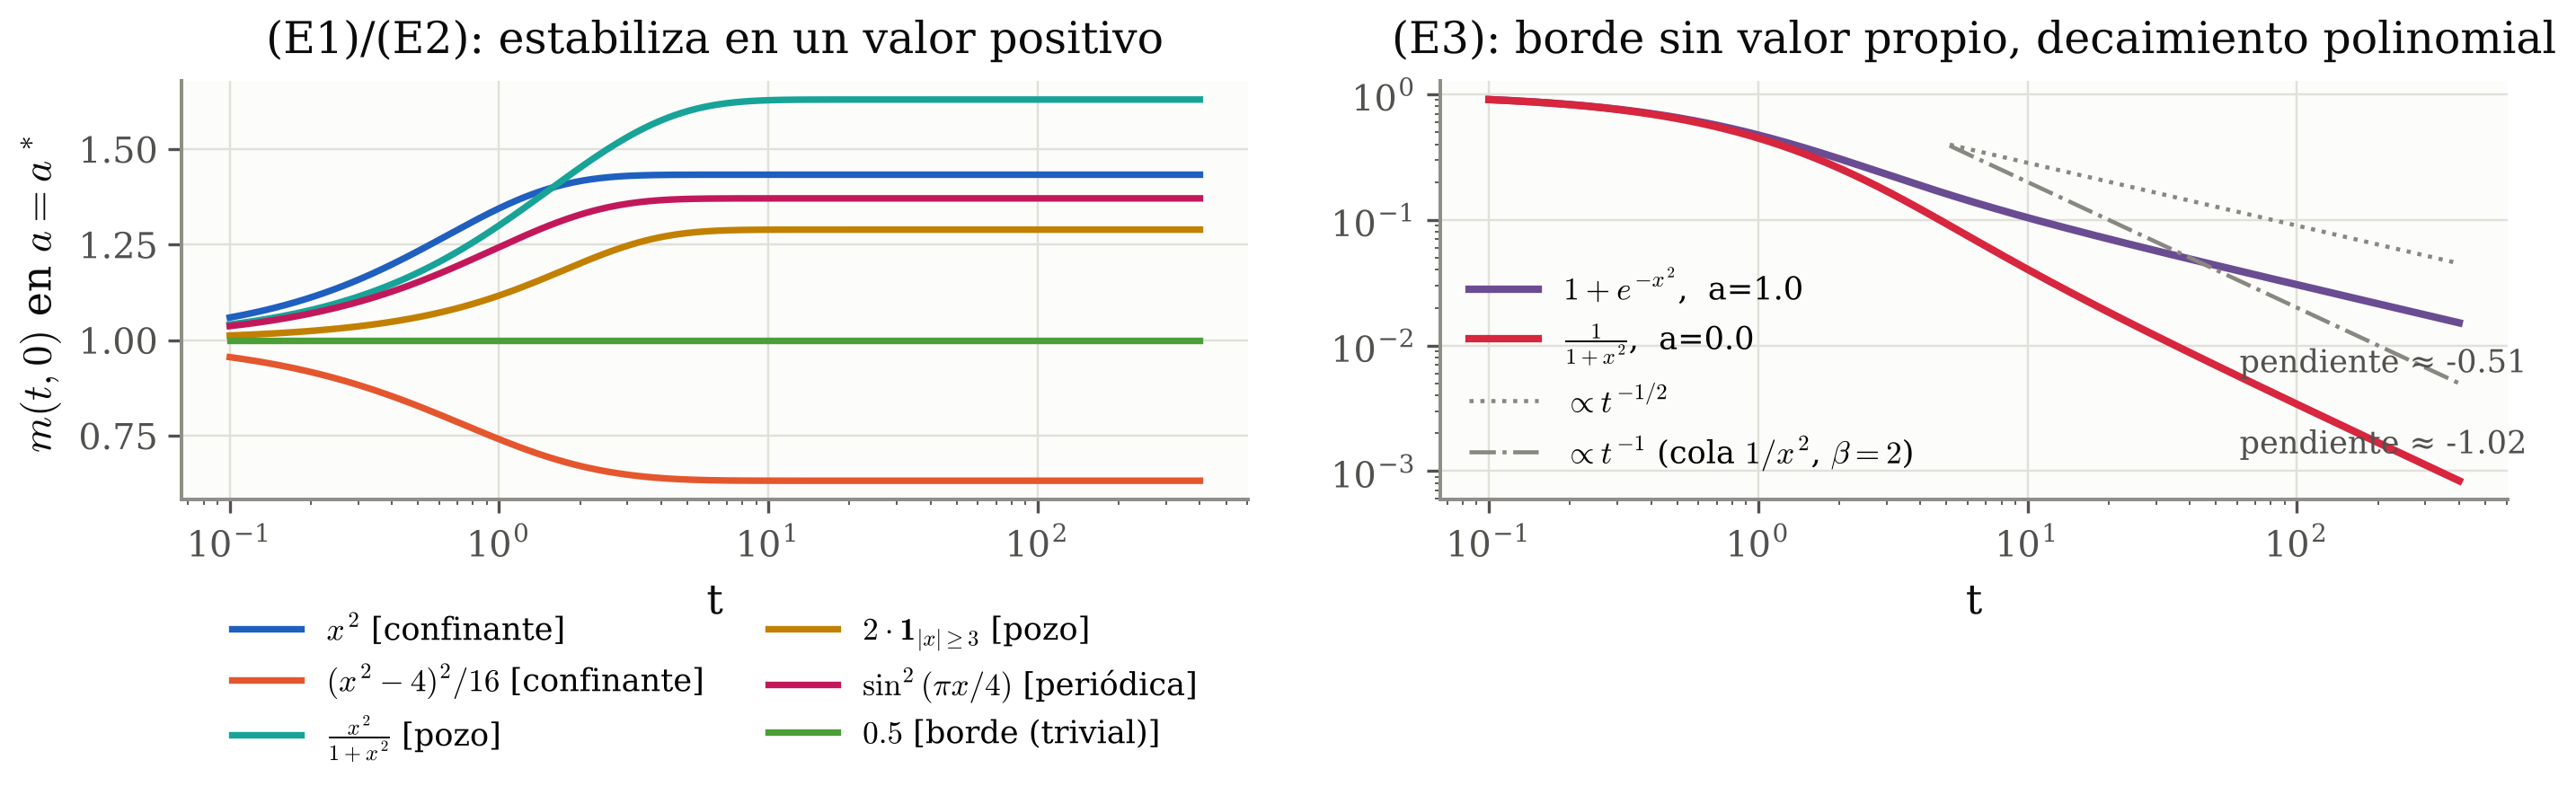 (E1)/(E2): estabiliza en un valor positivo
m(t, 0) en a = a*
1.50
1.25
1.00
0.75
10⁻¹ 10⁰ 10¹ 10²
t
x² [confinante]
(x² − 4)²/16 [confinante]
x²/(1+x²) [pozo]
2 · 𝟏_{|x| ≥ 3} [pozo]
sin² (πx/4) [periódica]
0.5 [borde (trivial)]
(E3): borde sin valor propio, decaimiento polinomial
10⁰
10⁻¹
10⁻²
10⁻³
1 + e^{−x²}, a=1.0
1/(1+x²), a=0.0
∝ t^{−1/2}
∝ t⁻¹ (cola 1/x², β = 2)
pendiente ≈ -0.51
pendiente ≈ -1.02
10⁻¹ 10⁰ 10¹ 10²
t